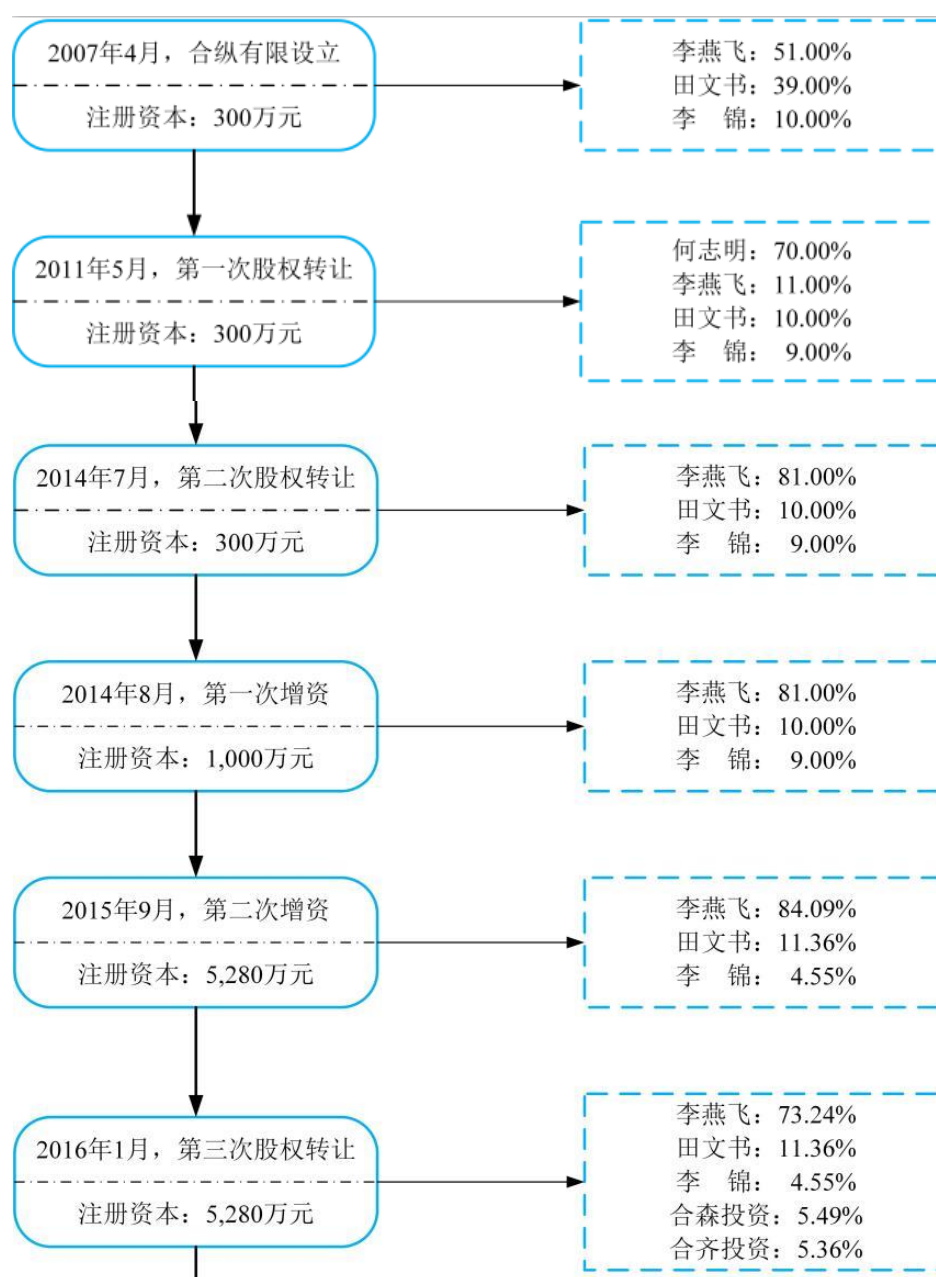 2007年4月，合纵有限设立
注册资本：300万元
李燕飞：51.00%
田文书：39.00%
李　锦：10.00%
2011年5月，第一次股权转让
注册资本：300万元
何志明：70.00%
李燕飞：11.00%
田文书：10.00%
李　锦：9.00%
2014年7月，第二次股权转让
注册资本：300万元
李燕飞：81.00%
田文书：10.00%
李　锦：9.00%
2014年8月，第一次增资
注册资本：1,000万元
李燕飞：81.00%
田文书：10.00%
李　锦：9.00%
2015年9月，第二次增资
注册资本：5,280万元
李燕飞：84.09%
田文书：11.36%
李　锦：4.55%
2016年1月，第三次股权转让
注册资本：5,280万元
李燕飞：73.24%
田文书：11.36%
李　锦：4.55%
合森投资：5.49%
合齐投资：5.36%